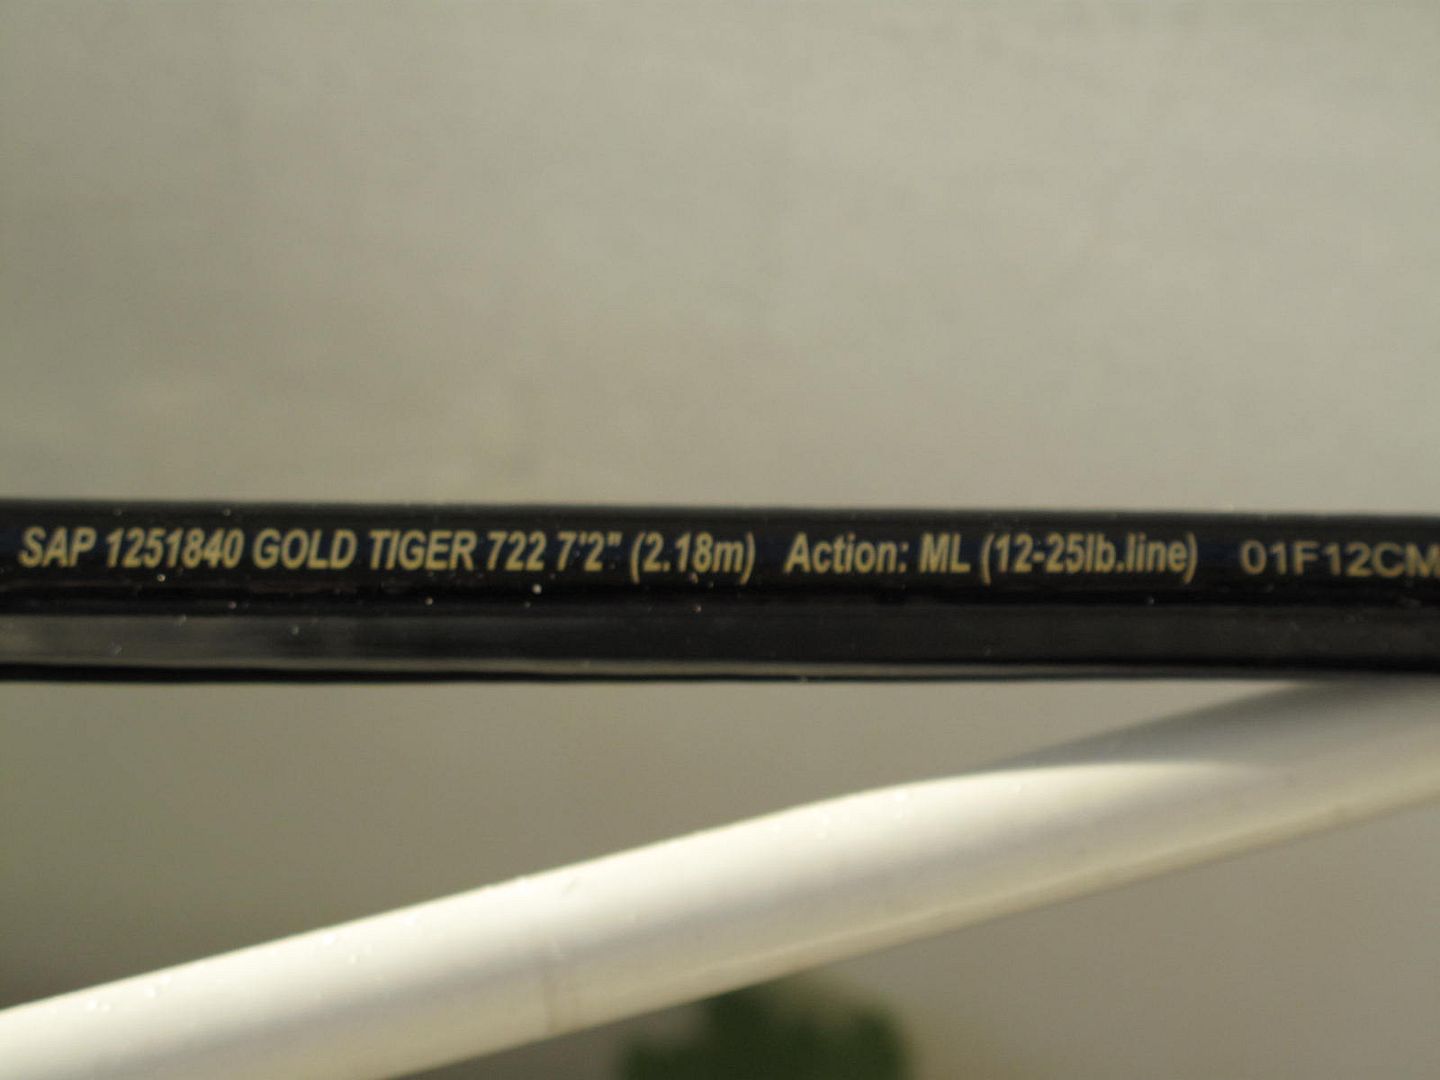 SAP 1251840 GOLD TIGER 722 7'2" (2.18m) Action: ML (12-25lb.line) 01F12CM